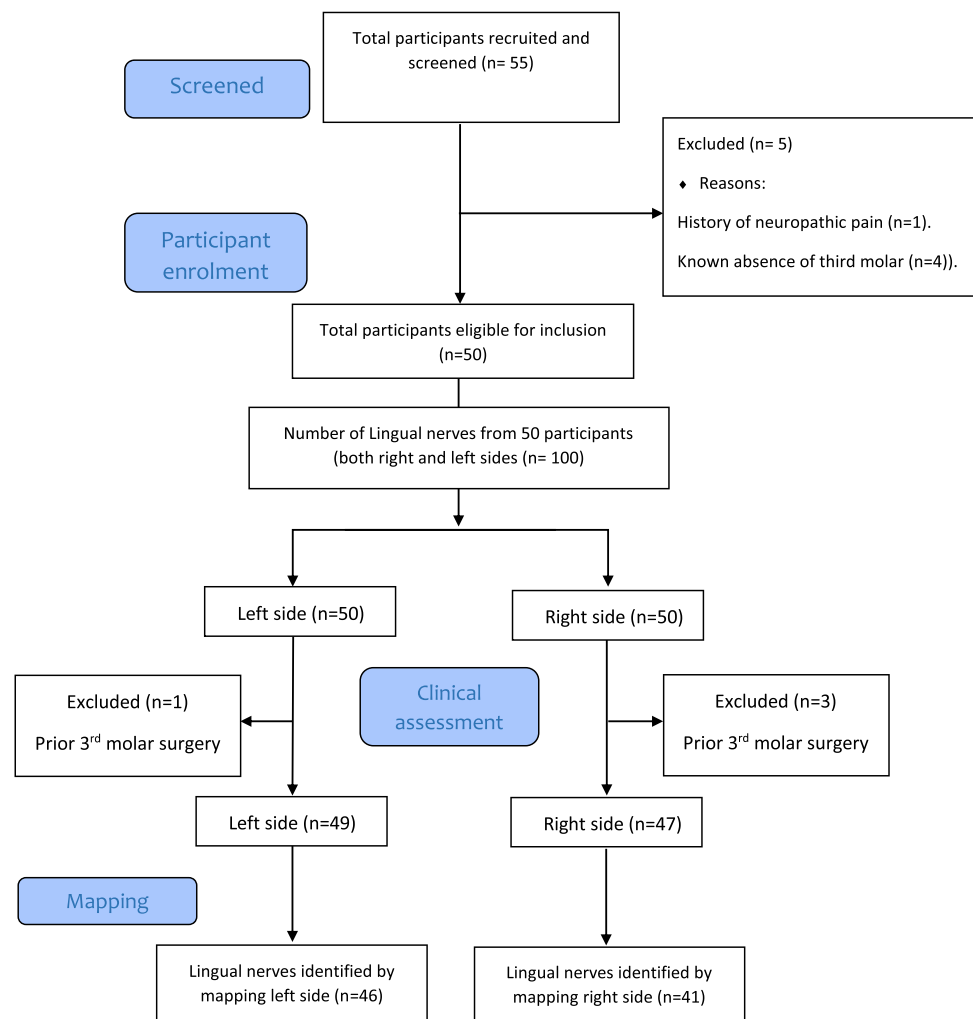 Total participants recruited and
screened (n= 55)
Screened
Excluded (n= 5)
♦ Reasons:
History of neuropathic pain (n=1).
Known absence of third molar (n=4)).
Participant
enrolment
Total participants eligible for inclusion
(n=50)
Number of Lingual nerves from 50 participants
(both right and left sides (n= 100)
Left side (n=50)
Right side (n=50)
Excluded (n=1)
Prior 3rd molar surgery
Clinical
assessment
Excluded (n=3)
Prior 3rd molar surgery
Left side (n=49)
Right side (n=47)
Mapping
Lingual nerves identified by
mapping left side (n=46)
Lingual nerves identified by
mapping right side (n=41)